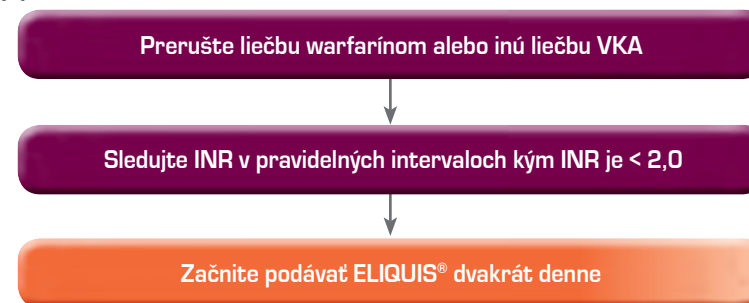 Prerušte liečbu warfarínom alebo inú liečbu VKA
Sledujte INR v pravidelných intervaloch kým INR je < 2,0
Začnite podávať ELIQUIS® dvakrát denne